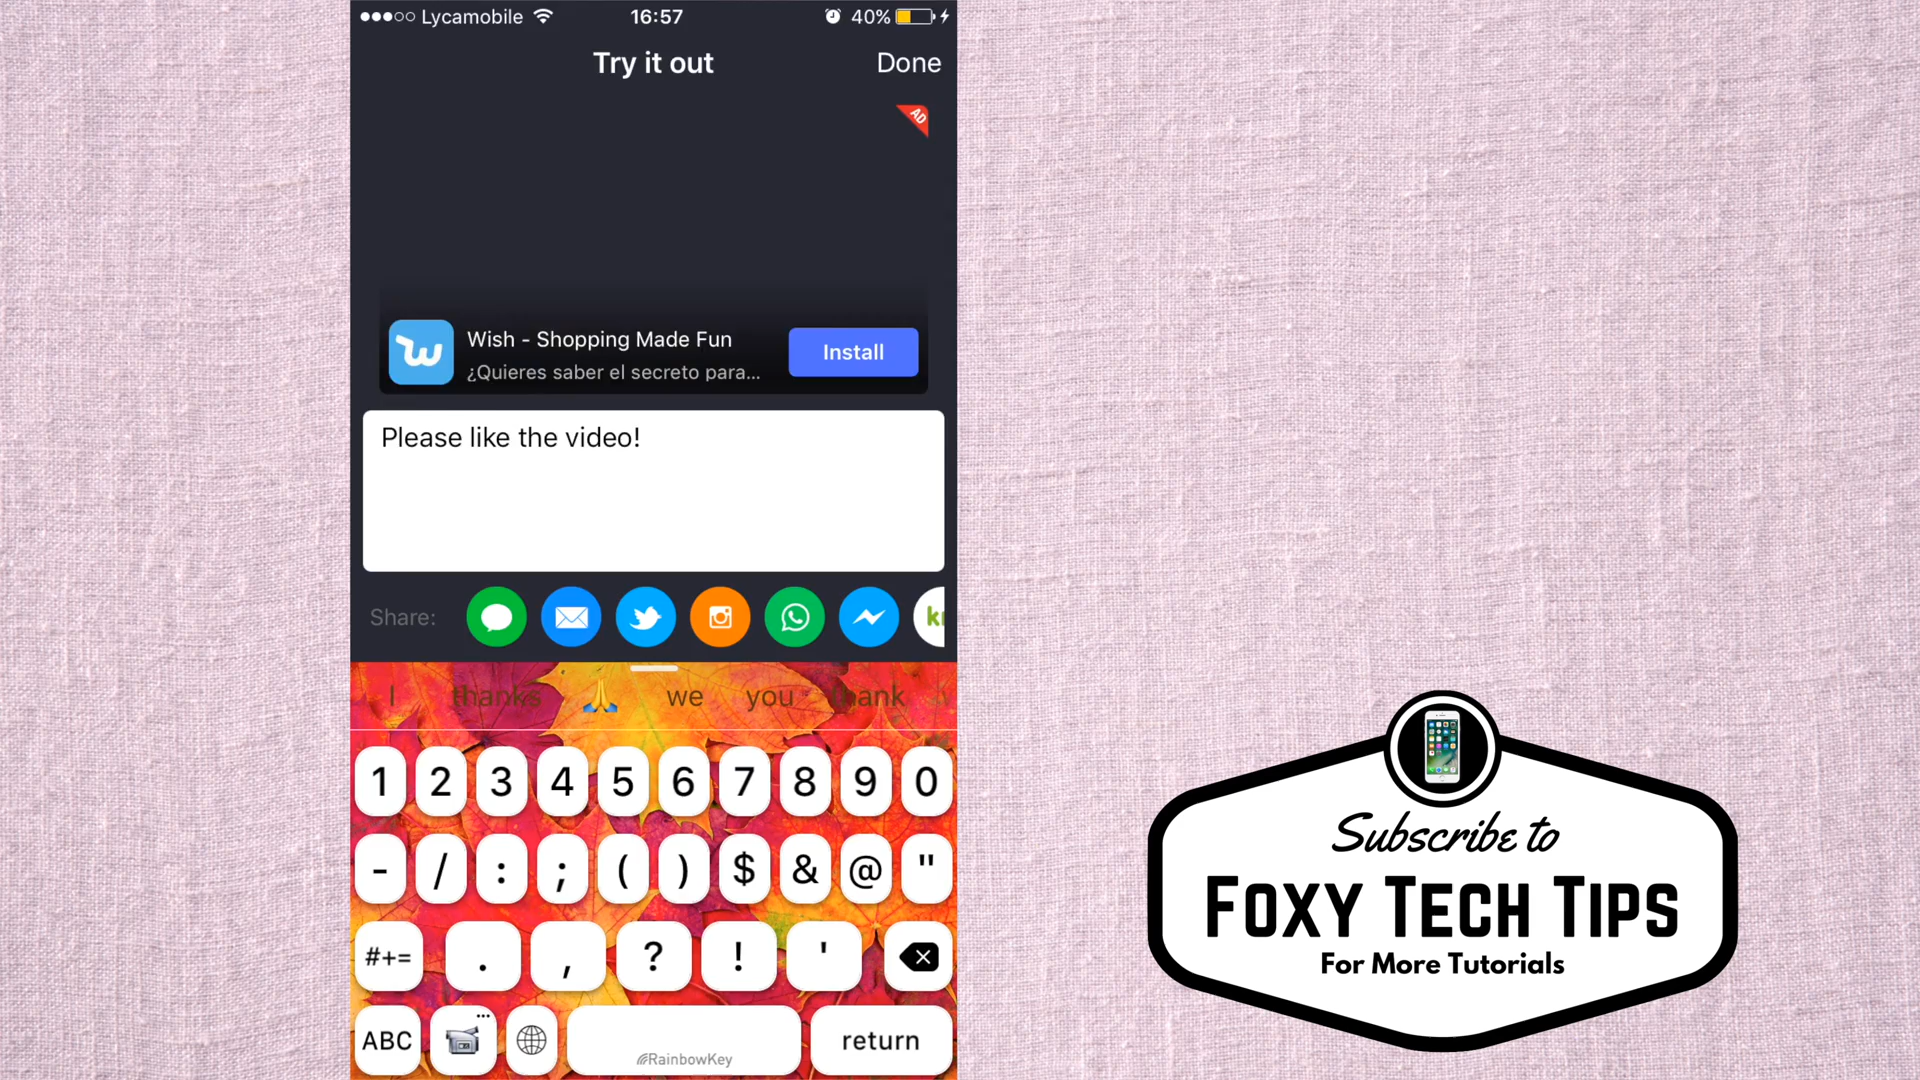 Lycamobile
16:57
40%
Try it out
Done
AD
Wish - Shopping Made Fun
¿Quieres saber el secreto para...
Install
Please like the video!
Share:
I thanks 🙏 we you thank
1 2 3 4 5 6 7 8 9 0
- / : ; ( ) $ & @ "
#+= . , ? ! '
ABC RainbowKey return
Subscribe to
FOXY TECH TIPS
For More Tutorials